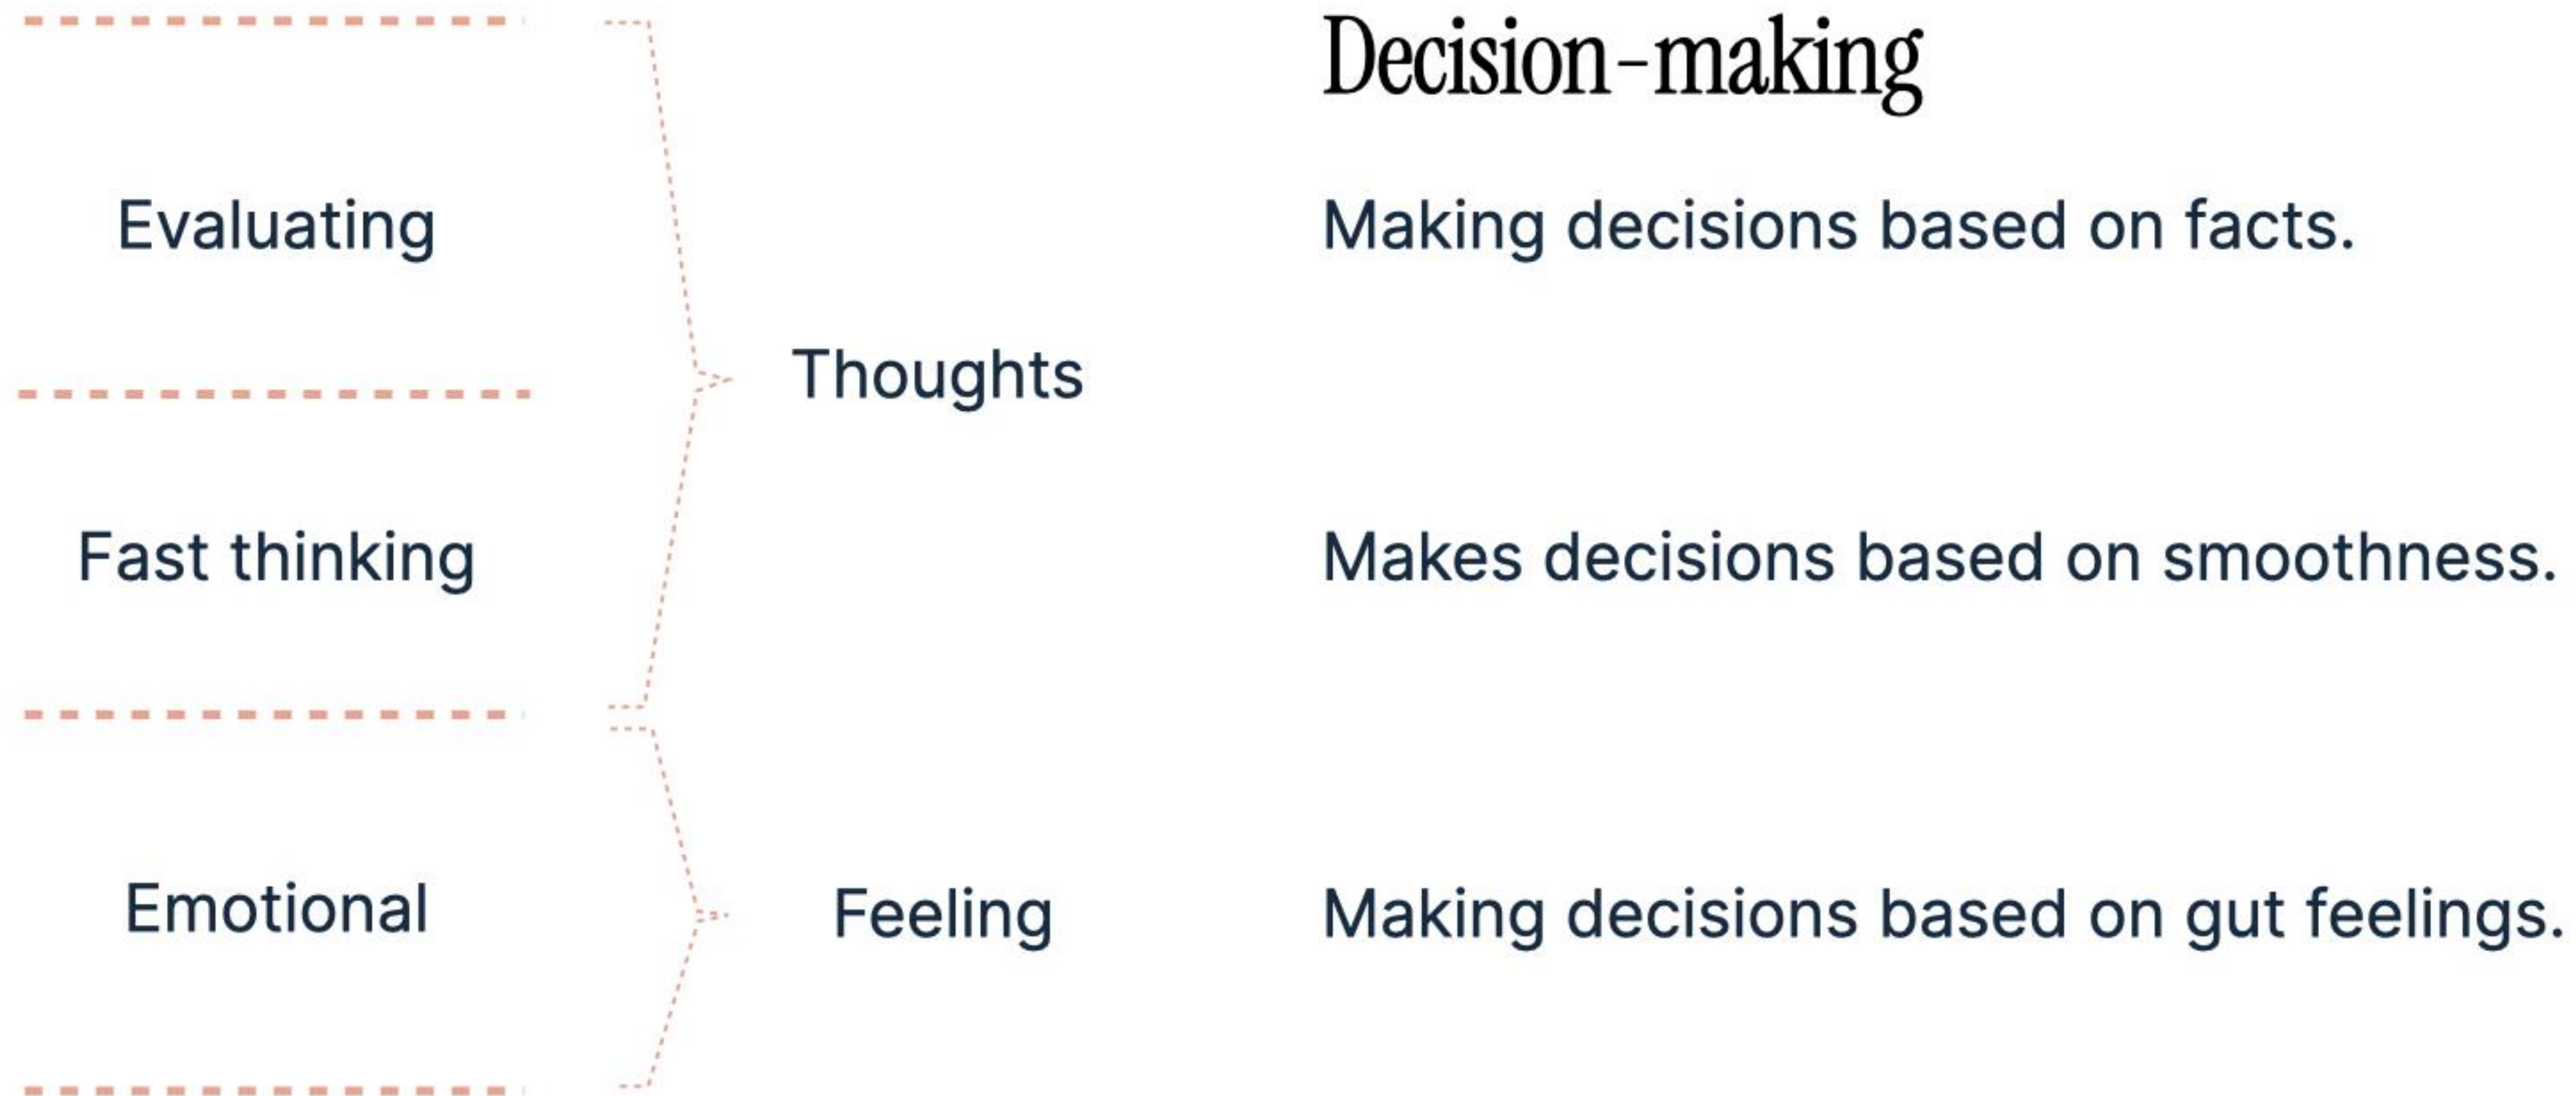 Decision-making
Evaluating
Making decisions based on facts.
Thoughts
Fast thinking
Makes decisions based on smoothness.
Emotional
Feeling
Making decisions based on gut feelings.